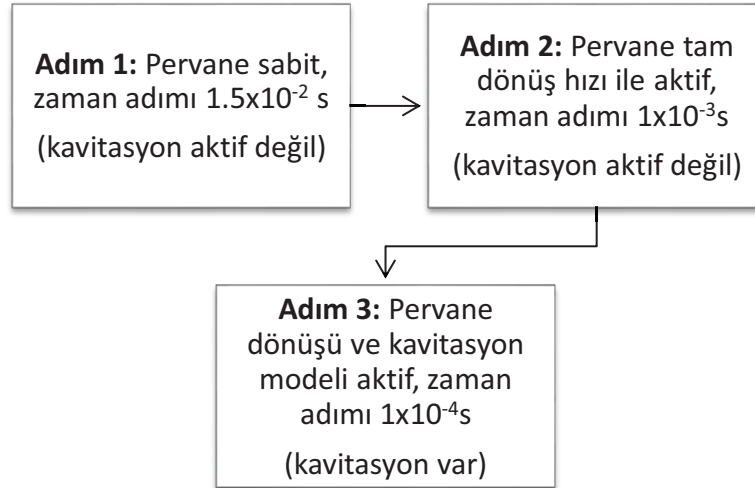 Adım 1: Pervane sabit,
zaman adımı 1.5x10⁻² s
(kavitasyon aktif değil)
Adım 2: Pervane tam
dönüş hızı ile aktif,
zaman adımı 1x10⁻³s
(kavitasyon aktif değil)
Adım 3: Pervane
dönüşü ve kavitasyon
modeli aktif, zaman
adımı 1x10⁻⁴s
(kavitasyon var)